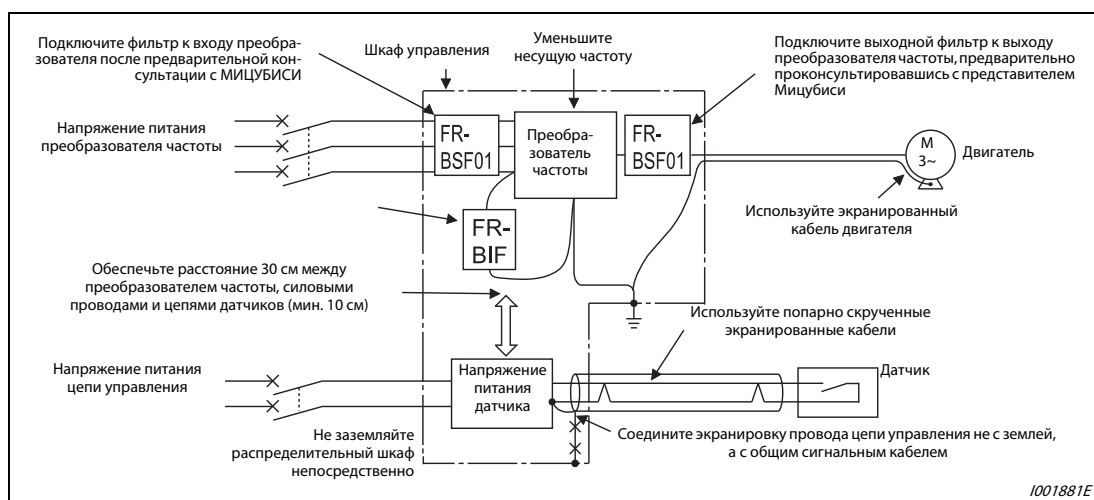 Подключите фильтр к входу преобра-
зователя после предварительной кон-
сультации с МИЦУБИСИ
Шкаф управления
Уменьшите
несущую частоту
Подключите выходной фильтр к выходу
преобразователя частоты, предварительно
проконсультировавшись с представителем
Мицубиси
Напряжение питания
преобразователя частоты
FR-
BSF01
Преобра-
зователь
частоты
FR-
BSF01
M
3~
Двигатель
Используйте экранированный
кабель двигателя
FR-
BIF
Обеспечьте расстояние 30 см между
преобразователем частоты, силовыми
проводами и цепями датчиков (мин. 10 см)
Используйте попарно скрученные
экранированные кабели
Напряжение питания
цепи управления
Напряжение
питания
датчика
Датчик
Не заземляйте
распределительный шкаф
непосредственно
Соедините экранировку провода цепи управления не с землей,
а с общим сигнальным кабелем
I001881E